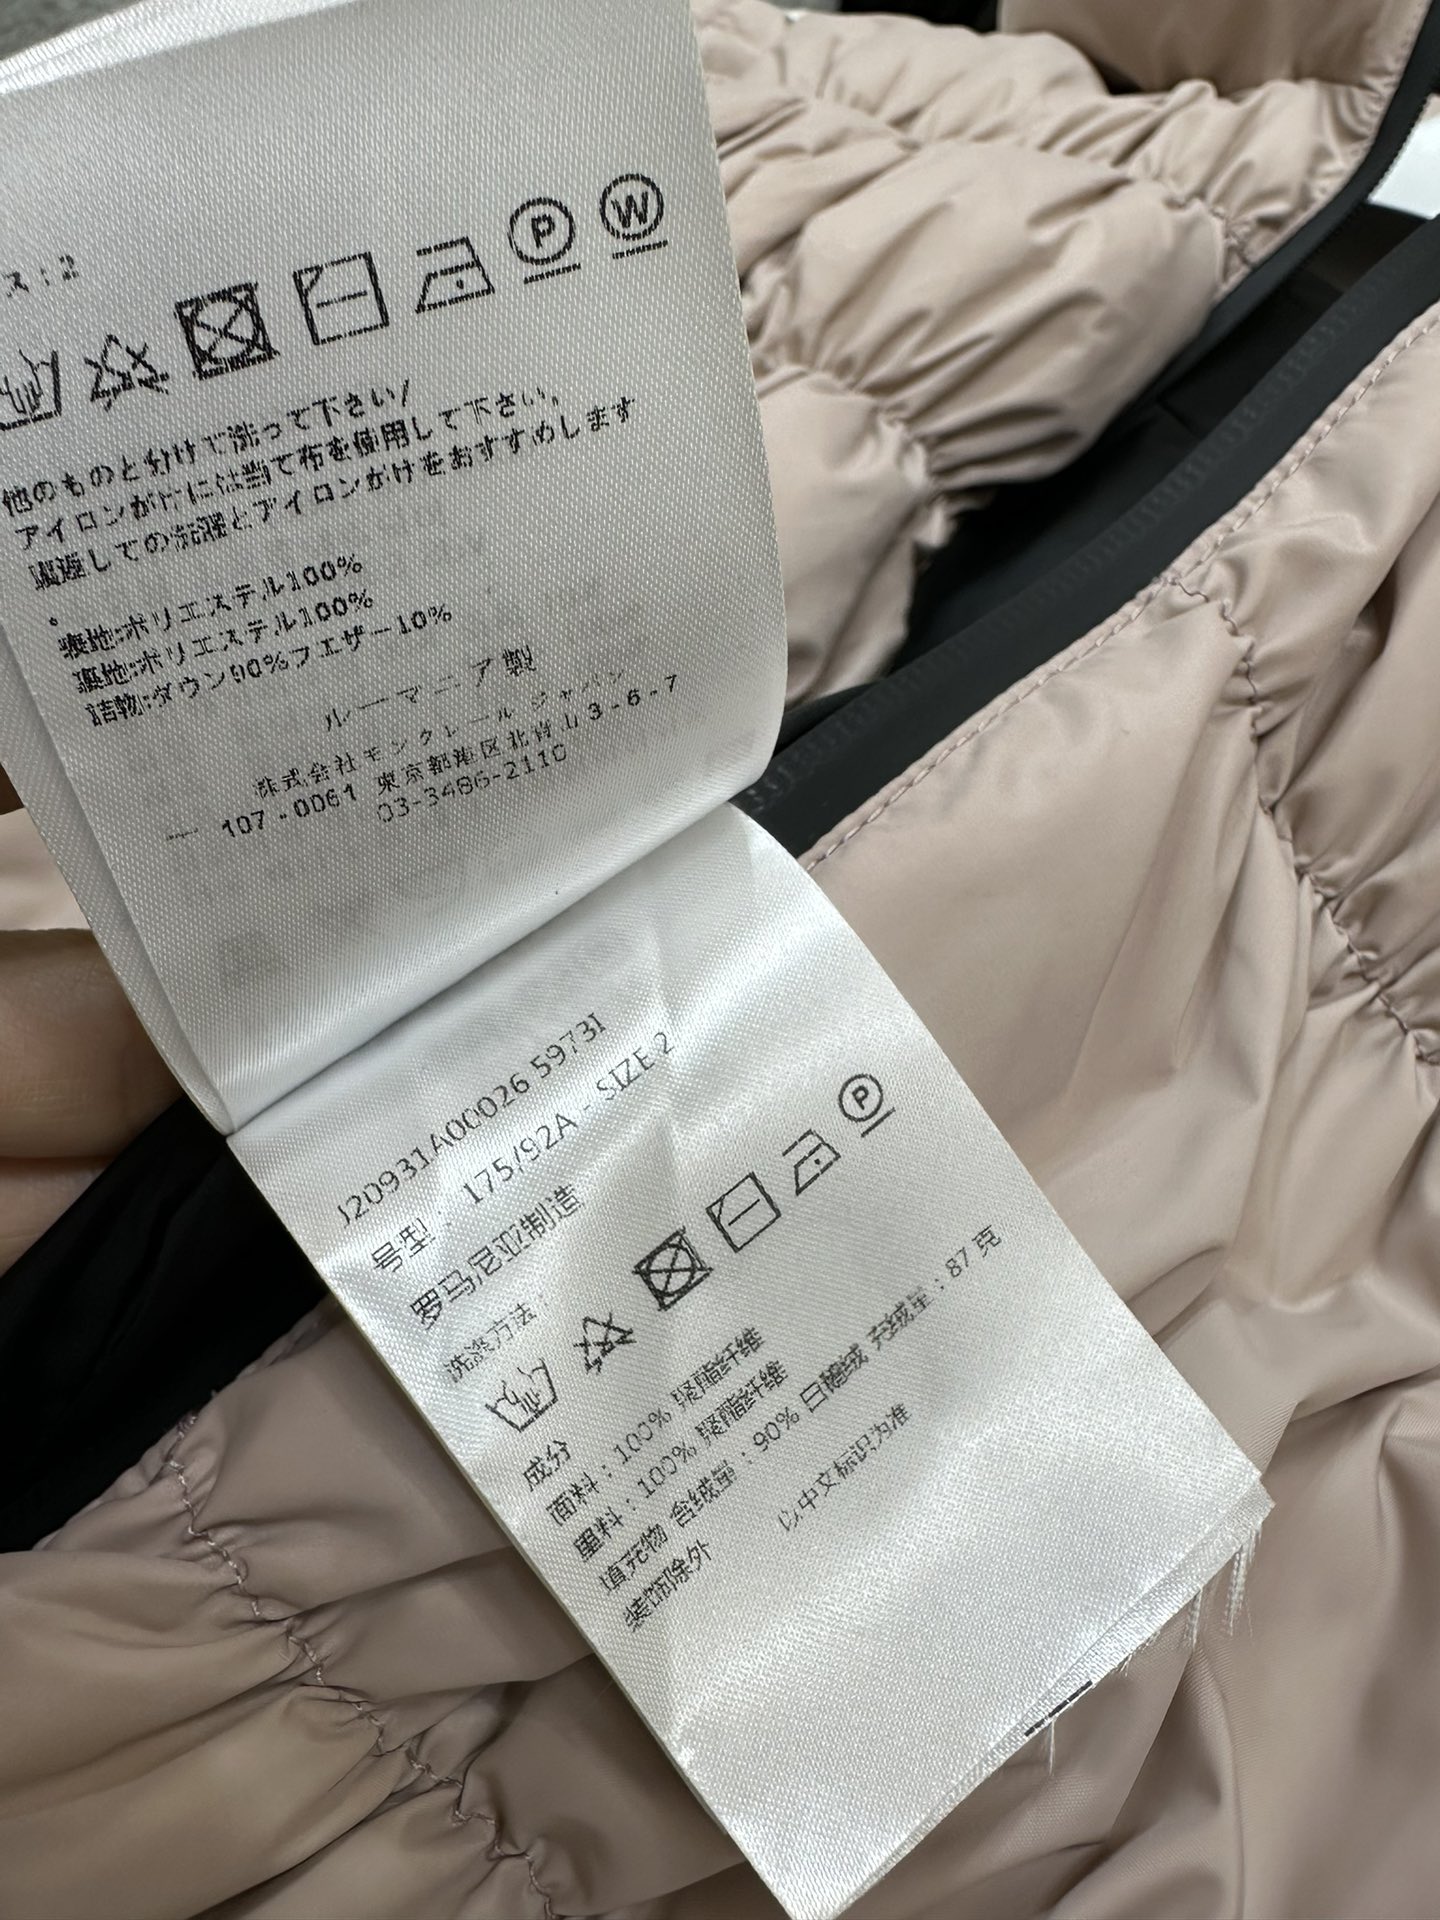 ス:2
P W
他のものと分けて洗って下さい/
アイロンがけには当て布を使用して下さい,
裏返しての洗濯とアイロンがけをおすすめします
。
表地:ポリエステル100%
裏地:ポリエステル100%
詰物:ダウン90%フェザー10%
ルーマニア製
株式会社モンクレール ジャパン
107-0061 東京都港区北青山3-6-7
03-3486-2110
J20931A00026 59731
号型: 175/92A - SIZE 2
罗马尼亚制造
洗涤方法:
P
成分
面料: 100% 聚酯纤维
里料: 100% 聚酯纤维
填充物 含绒量: 90% 白鹅绒 充绒量: 87 克
装饰部除外
以中文标识为准